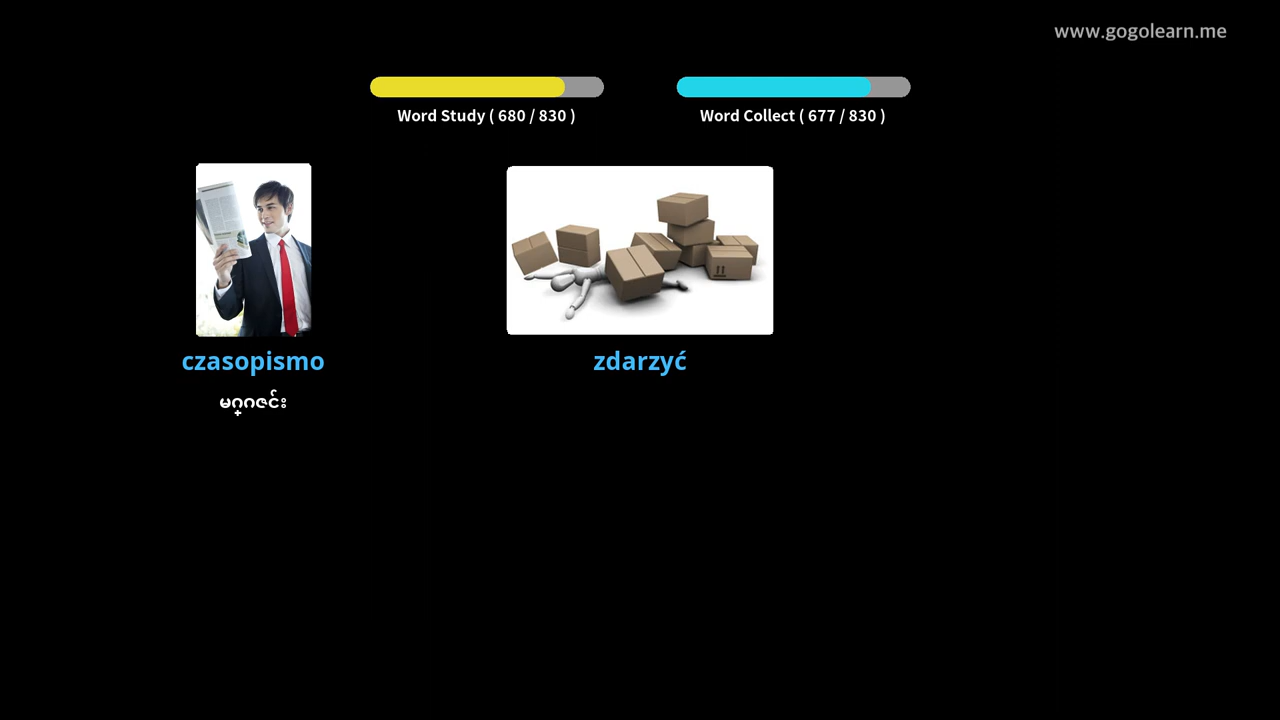 www.gogolearn.me
Word Study ( 680 / 830 )
Word Collect ( 677 / 830 )
czasopismo
zdarzyć
မဂ္ဂဇင်း